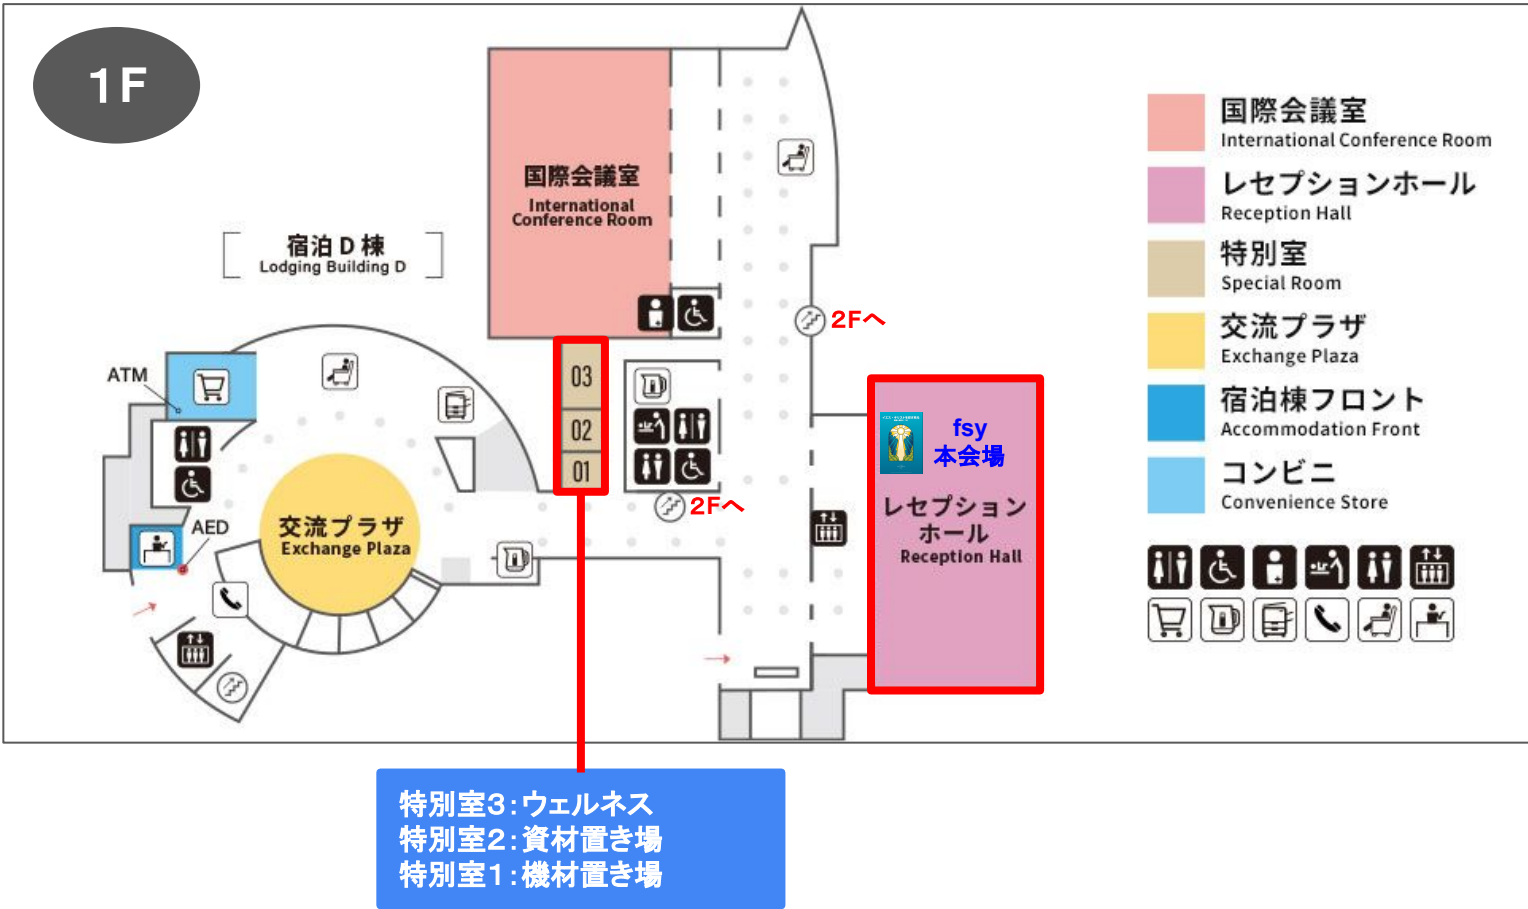 1F
国際会議室
International
Conference Room
宿泊D棟
Lodging Building D
2Fへ
ATM
03
02
01
2Fへ
AED
交流プラザ
Exchange Plaza
fsy
本会場
レセプション
ホール
Reception Hall
国際会議室
International Conference Room
レセプションホール
Reception Hall
特別室
Special Room
交流プラザ
Exchange Plaza
宿泊棟フロント
Accommodation Front
コンビニ
Convenience Store
特別室3:ウェルネス
特別室2:資材置き場
特別室1:機材置き場